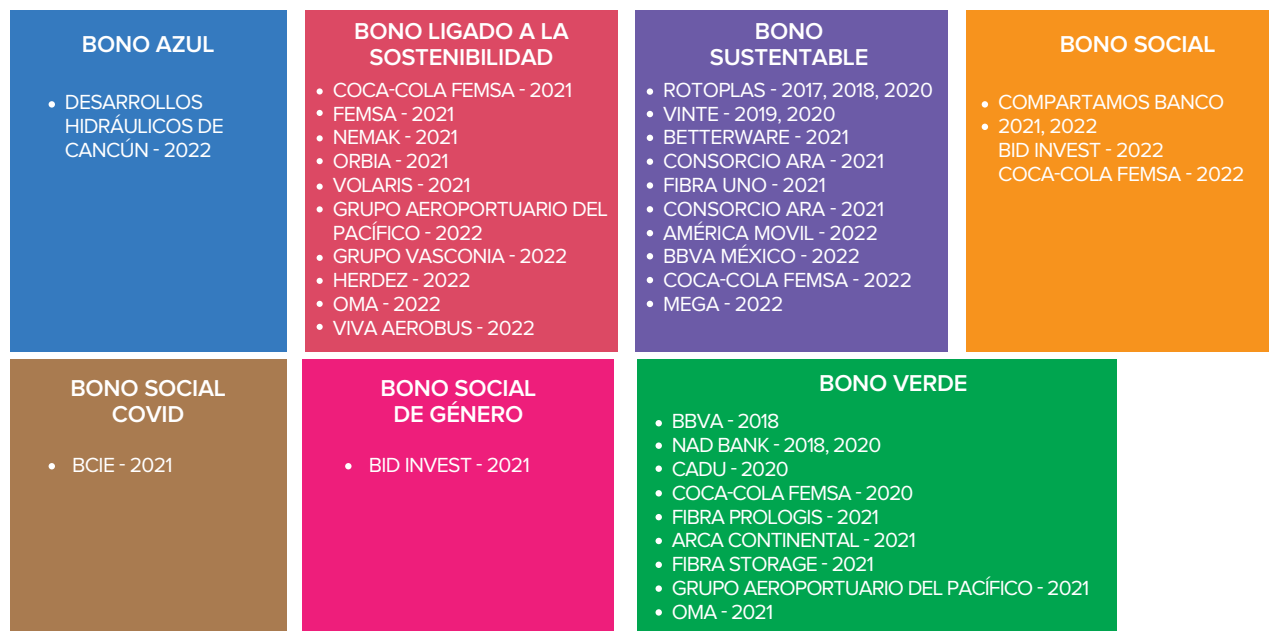 BONO AZUL
• DESARROLLOS
HIDRÁULICOS DE
CANCÚN - 2022
BONO LIGADO A LA
SOSTENIBILIDAD
• COCA-COLA FEMSA - 2021
• FEMSA - 2021
• NEMAK - 2021
• ORBIA - 2021
• VOLARIS - 2021
• GRUPO AEROPORTUARIO DEL
PACÍFICO - 2022
• GRUPO VASCONIA - 2022
• HERDEZ - 2022
• OMA - 2022
• VIVA AEROBUS - 2022
BONO
SUSTENTABLE
• ROTOPLAS - 2017, 2018, 2020
• VINTE - 2019, 2020
• BETTERWARE - 2021
• CONSORCIO ARA - 2021
• FIBRA UNO - 2021
• CONSORCIO ARA - 2021
• AMÉRICA MOVIL - 2022
• BBVA MÉXICO - 2022
• COCA-COLA FEMSA - 2022
• MEGA - 2022
BONO SOCIAL
• COMPARTAMOS BANCO
• 2021, 2022
BID INVEST - 2022
COCA-COLA FEMSA - 2022
BONO SOCIAL
COVID
• BCIE - 2021
BONO SOCIAL
DE GÉNERO
• BID INVEST - 2021
BONO VERDE
• BBVA - 2018
• NAD BANK - 2018, 2020
• CADU - 2020
• COCA-COLA FEMSA - 2020
• FIBRA PROLOGIS - 2021
• ARCA CONTINENTAL - 2021
• FIBRA STORAGE - 2021
• GRUPO AEROPORTUARIO DEL PACÍFICO - 2021
• OMA - 2021